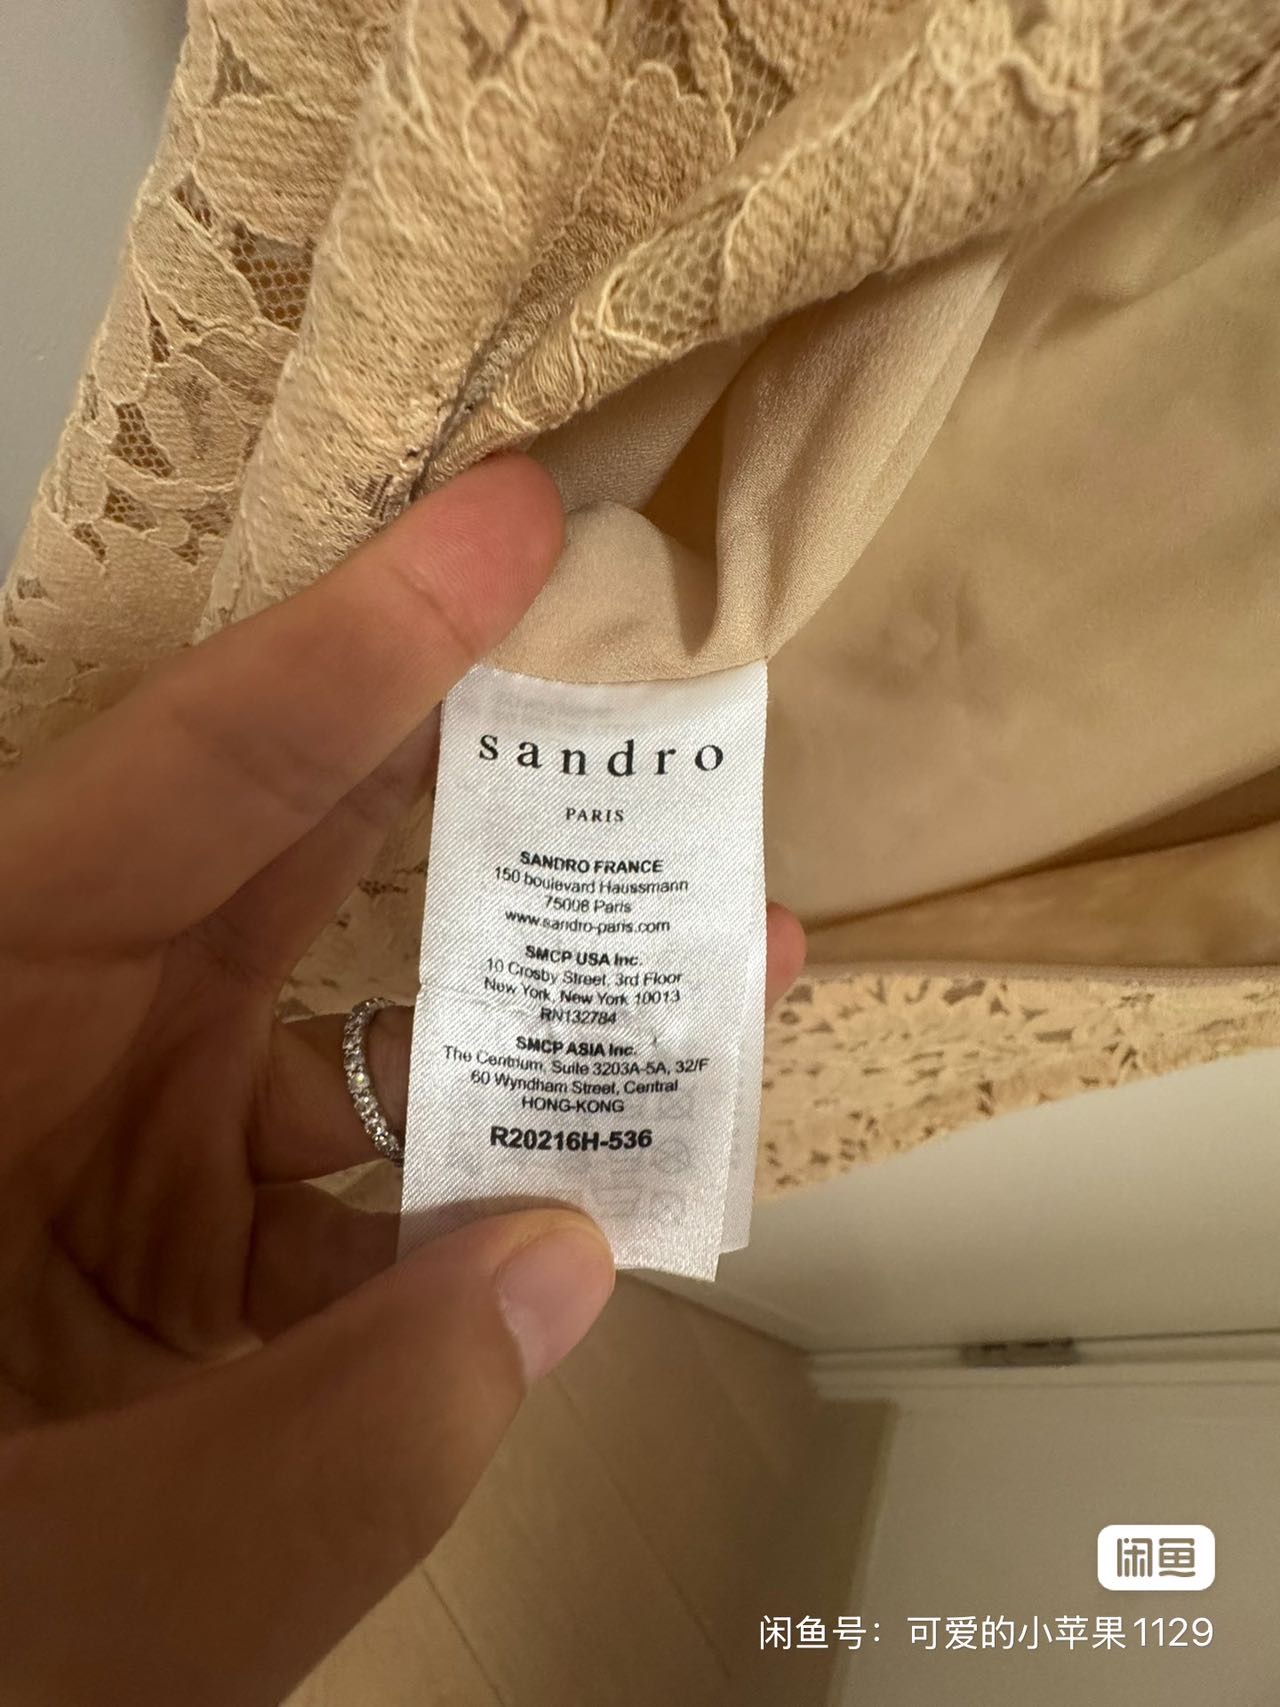 sandro
PARIS
SANDRO FRANCE
150 boulevard Haussmann
75008 Paris
www.sandro-paris.com
SMCP USA Inc.
10 Crosby Street, 3rd Floor
New York, New York 10013
RN132784
SMCP ASIA Inc.
The Centrium, Suite 3203A-5A, 32/F
60 Wyndham Street, Central
HONG-KONG
R20216H-536
闲鱼
闲鱼号：可爱的小苹果1129